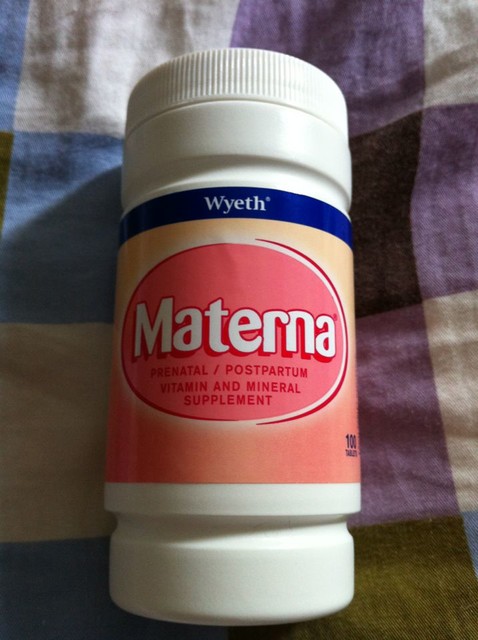 Wyeth®
Materna®
PRENATAL / POSTPARTUM
VITAMIN AND MINERAL
SUPPLEMENT
100
TABLETS